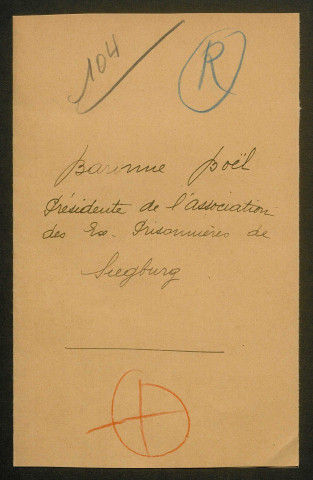 104
R
Baronne Boël
Présidente de l'Association
des Ex-Prisonnières de
Siegburg